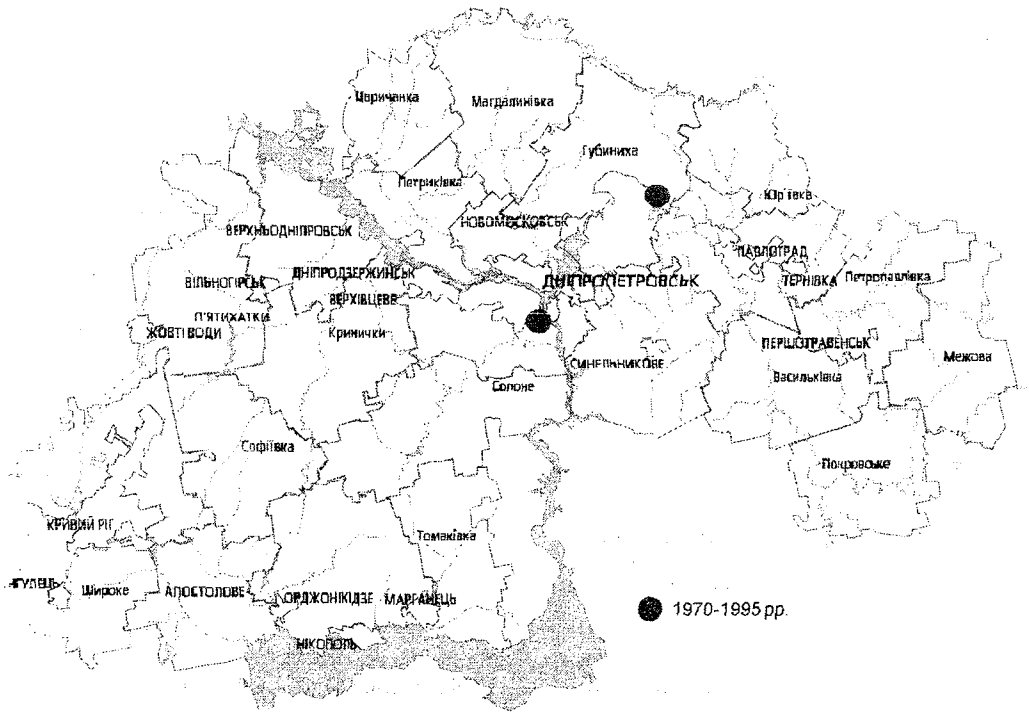 Царичанка
Магдалинівка
Губиниха
Петриківка
Юр'ївка
НОВОМОСКОВСЬК
ВЕРХНЬОДНІПРОВСЬК
ПАВЛОГРАД
ВІЛЬНОГІРСЬК
ДНІПРОДЗЕРЖИНСЬК
ДНІПРОПЕТРОВСЬК
ТЕРНІВКА
Петропавлівка
ВЕРХІВЦЕВЕ
П'ЯТИХАТКИ
ЖОВТІ ВОДИ
Кринички
ПЕРШОТРАВЕНСЬК
Межова
СИНЕЛЬНИКОВЕ
Васильківка
Солоне
Софіївка
Покровське
КРИВИЙ РІГ
Томаківка
Широке
АПОСТОЛОВЕ
ОРДЖОНІКІДЗЕ
МАРГАНЕЦЬ
НІКОПОЛЬ
1970-1995 рр.